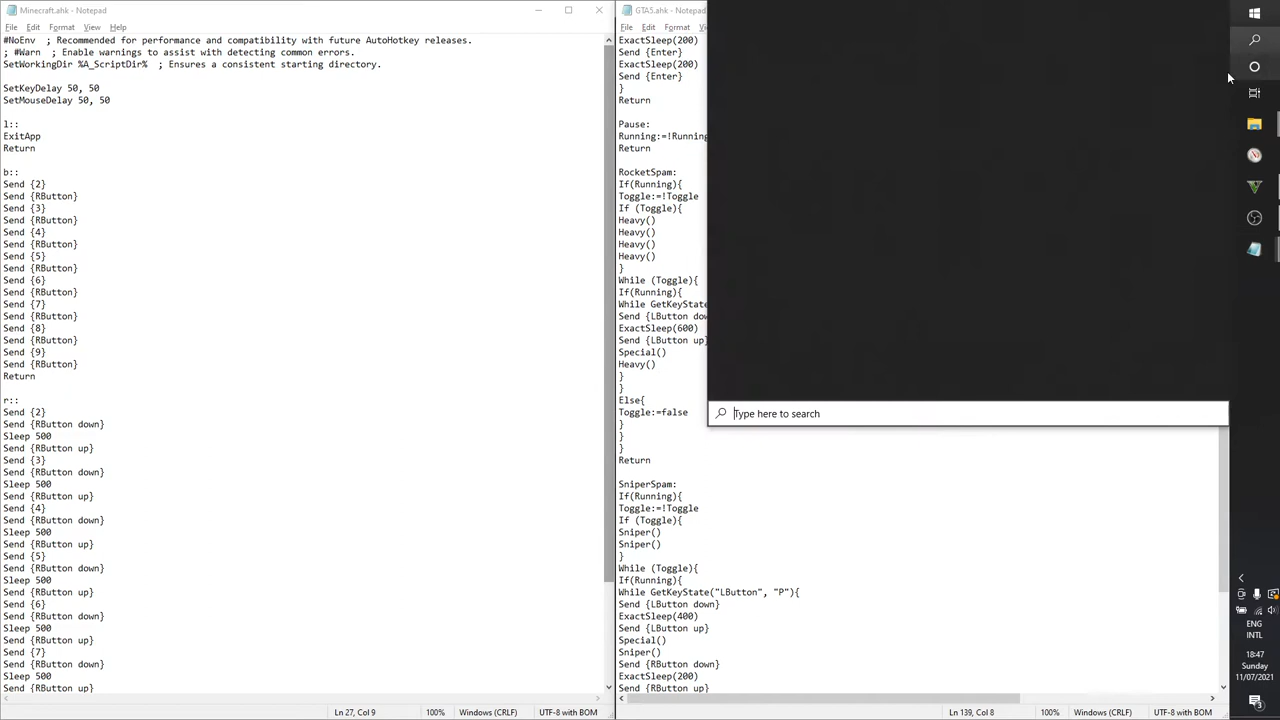 Minecraft.ahk - Notepad
File Edit Format View Help
#NoEnv  ; Recommended for performance and compatibility with future AutoHotkey releases.
; #Warn  ; Enable warnings to assist with detecting common errors.
SetWorkingDir %A_ScriptDir%  ; Ensures a consistent starting directory.
SetKeyDelay 50, 50
SetMouseDelay 50, 50
l::
ExitApp
Return
b::
Send {2}
Send {RButton}
Send {3}
Send {RButton}
Send {4}
Send {RButton}
Send {5}
Send {RButton}
Send {6}
Send {RButton}
Send {7}
Send {RButton}
Send {8}
Send {RButton}
Send {9}
Send {RButton}
Return
r::
Send {2}
Send {RButton down}
Sleep 500
Send {RButton up}
Send {3}
Send {RButton down}
Sleep 500
Send {RButton up}
Send {4}
Send {RButton down}
Sleep 500
Send {RButton up}
Send {5}
Send {RButton down}
Sleep 500
Send {RButton up}
Send {6}
Send {RButton down}
Sleep 500
Send {RButton up}
Send {7}
Send {RButton down}
Sleep 500
Send {RButton up}
Ln 27, Col 9
100%
Windows (CRLF)
UTF-8 with BOM
GTA5.ahk - Notepad
File Edit Format
ExactSleep(200)
Send {Enter}
ExactSleep(200)
Send {Enter}
}
Return
Pause:
Running:=!Running
Return
RocketSpam:
If(Running){
Toggle:=!Toggle
If (Toggle){
Heavy()
Heavy()
Heavy()
Heavy()
}
While (Toggle){
If(Running){
While GetKeyState
Send {LButton dow
ExactSleep(600)
Send {LButton up}
Special()
Heavy()
}
}
Else{
Toggle:=false
}
}
}
Return
SniperSpam:
If(Running){
Toggle:=!Toggle
If (Toggle){
Sniper()
Sniper()
}
While (Toggle){
If(Running){
While GetKeyState("LButton", "P"){
Send {LButton down}
ExactSleep(400)
Send {LButton up}
Special()
Sniper()
Send {RButton down}
ExactSleep(200)
Send {RButton up}
Ln 139, Col 8
100%
Windows (CRLF)
UTF-8 with BOM
Type here to search
ENG
INTL
18:47
Sunday
11/07/2021
3